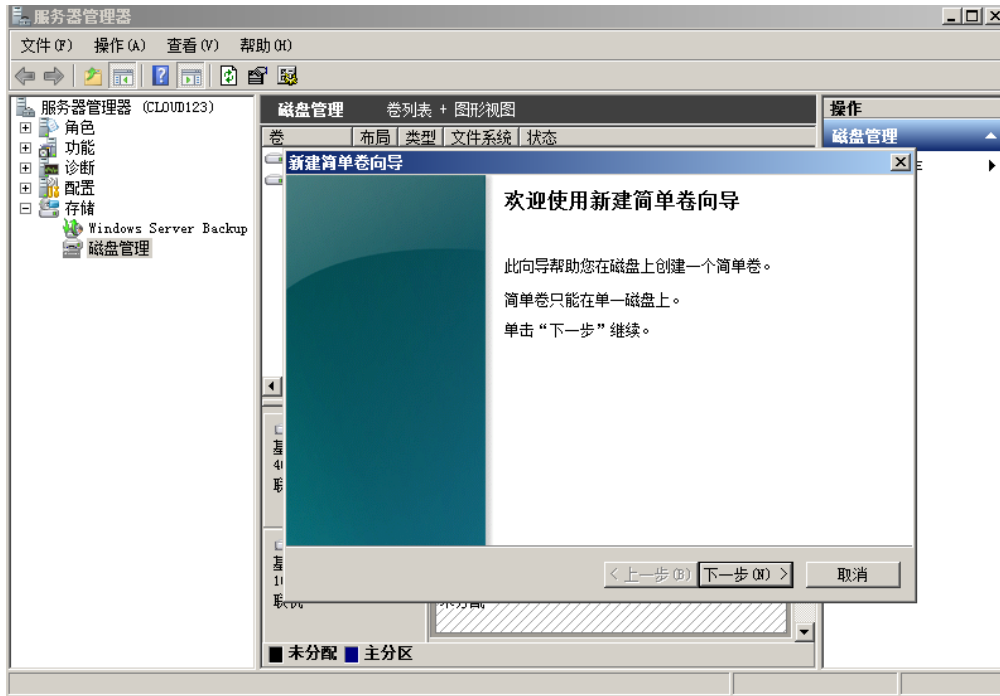 服务器管理器
文件(F) 操作(A) 查看(V) 帮助(H)
服务器管理器 (CLOUD123)
角色
功能
诊断
配置
存储
Windows Server Backup
磁盘管理
磁盘管理 卷列表 + 图形视图
卷 布局 类型 文件系统 状态
新建简单卷向导
欢迎使用新建简单卷向导
此向导帮助您在磁盘上创建一个简单卷。
简单卷只能在单一磁盘上。
单击“下一步”继续。
< 上一步(B) 下一步(N) > 取消
未分配 主分区
操作
磁盘管理